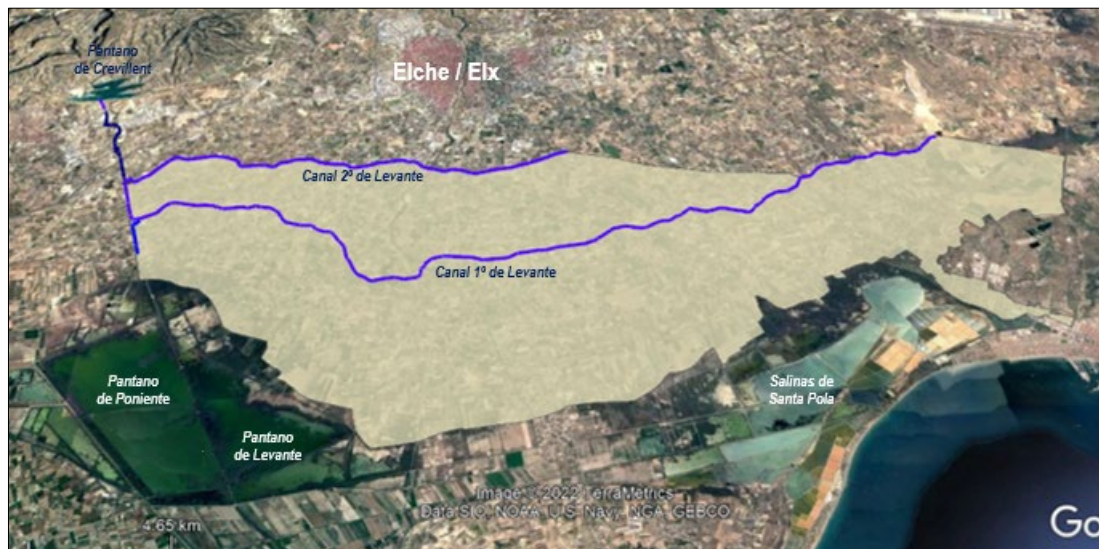 Pantano
de Crevillent
Elche / Elx
Canal 2º de Levante
Canal 1º de Levante
Pantano
de Poniente
Pantano
de Levante
Salinas de
Santa Pola
Image © 2022 TerraMetrics
Data SIO, NOAA, U.S. Navy, NGA, GEBCO
4.65 km
Go